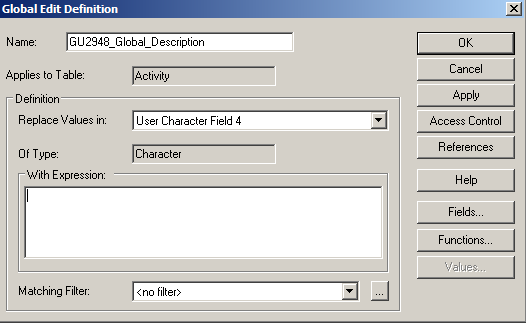 Global Edit Definition
Name: GU2948_Global_Description
OK
Applies to Table: Activity
Cancel
Definition
Apply
Replace Values in: User Character Field 4
Access Control
Of Type: Character
References
With Expression:
Help
Fields...
Functions...
Values...
Matching Filter: <no filter>
...